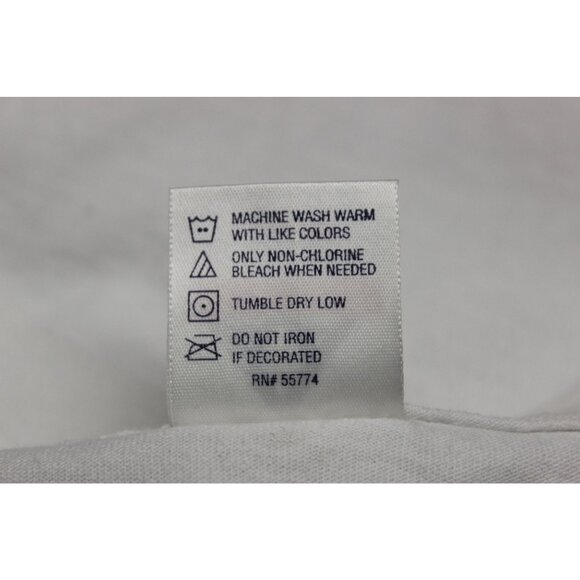 MACHINE WASH WARM
WITH LIKE COLORS
ONLY NON-CHLORINE
BLEACH WHEN NEEDED
TUMBLE DRY LOW
DO NOT IRON
IF DECORATED
RN# 55774